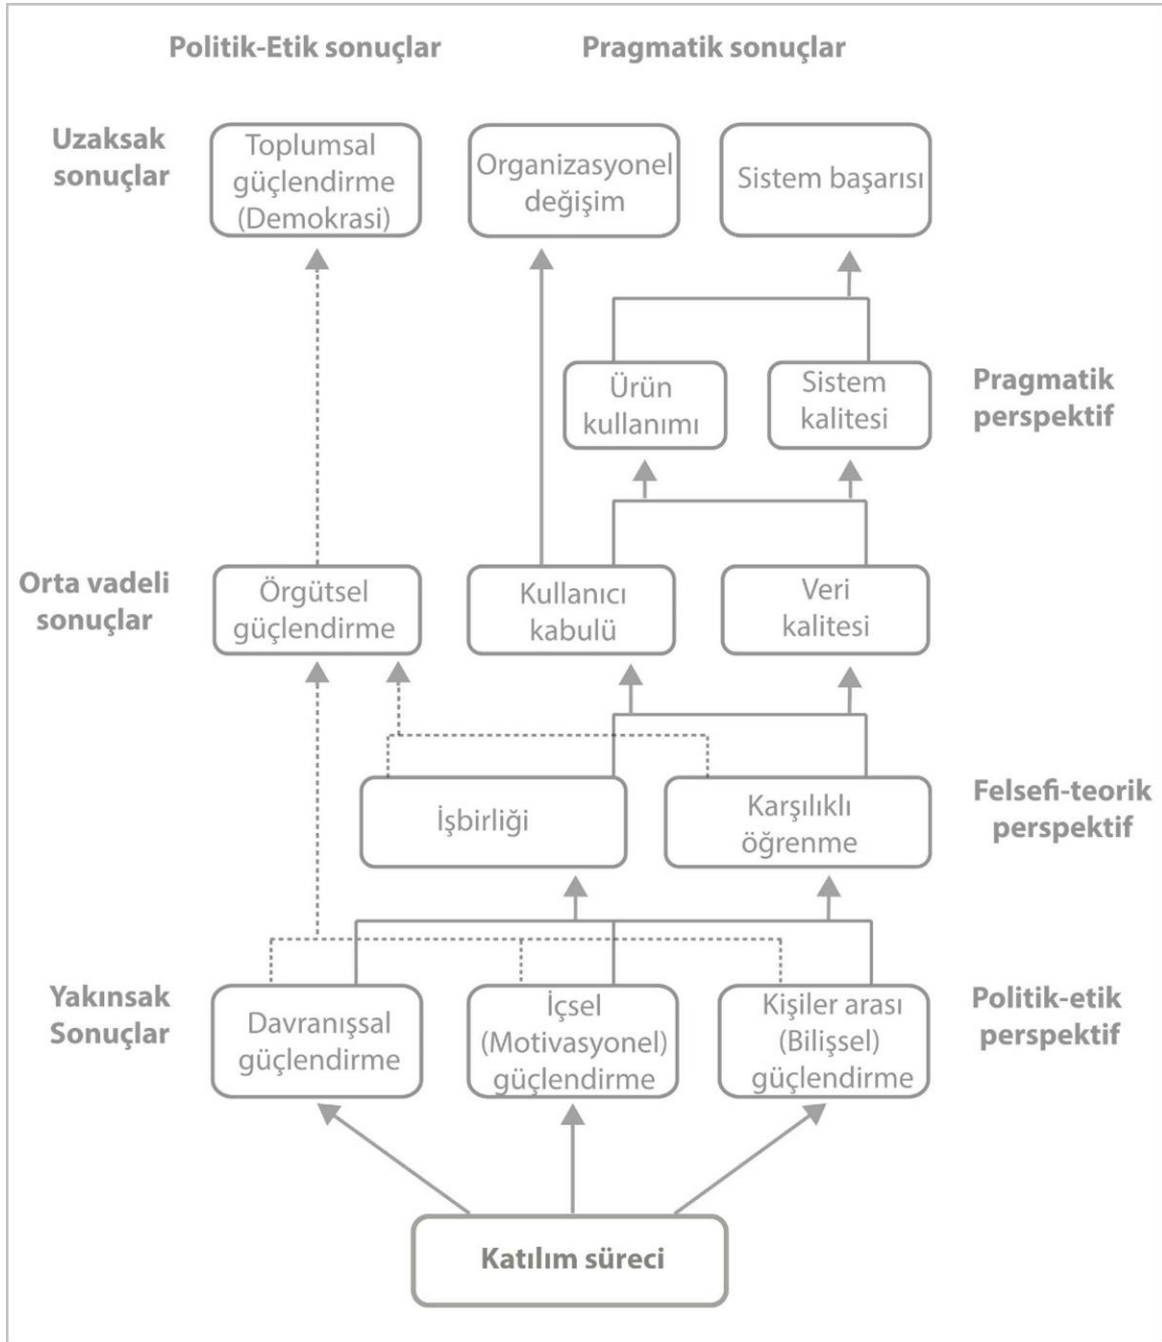 Politik-Etik sonuçlar
Pragmatik sonuçlar
Uzaksak
sonuçlar
Toplumsal
güçlendirme
(Demokrasi)
Organizasyonel
değişim
Sistem başarısı
Ürün
kullanımı
Sistem
kalitesi
Pragmatik
perspektif
Orta vadeli
sonuçlar
Örgütsel
güçlendirme
Kullanıcı
kabulü
Veri
kalitesi
İşbirliği
Karşılıklı
öğrenme
Felsefi-teorik
perspektif
Yakınsak
Sonuçlar
Davranışsal
güçlendirme
İçsel
(Motivasyonel)
güçlendirme
Kişiler arası
(Bilişsel)
güçlendirme
Politik-etik
perspektif
Katılım süreci